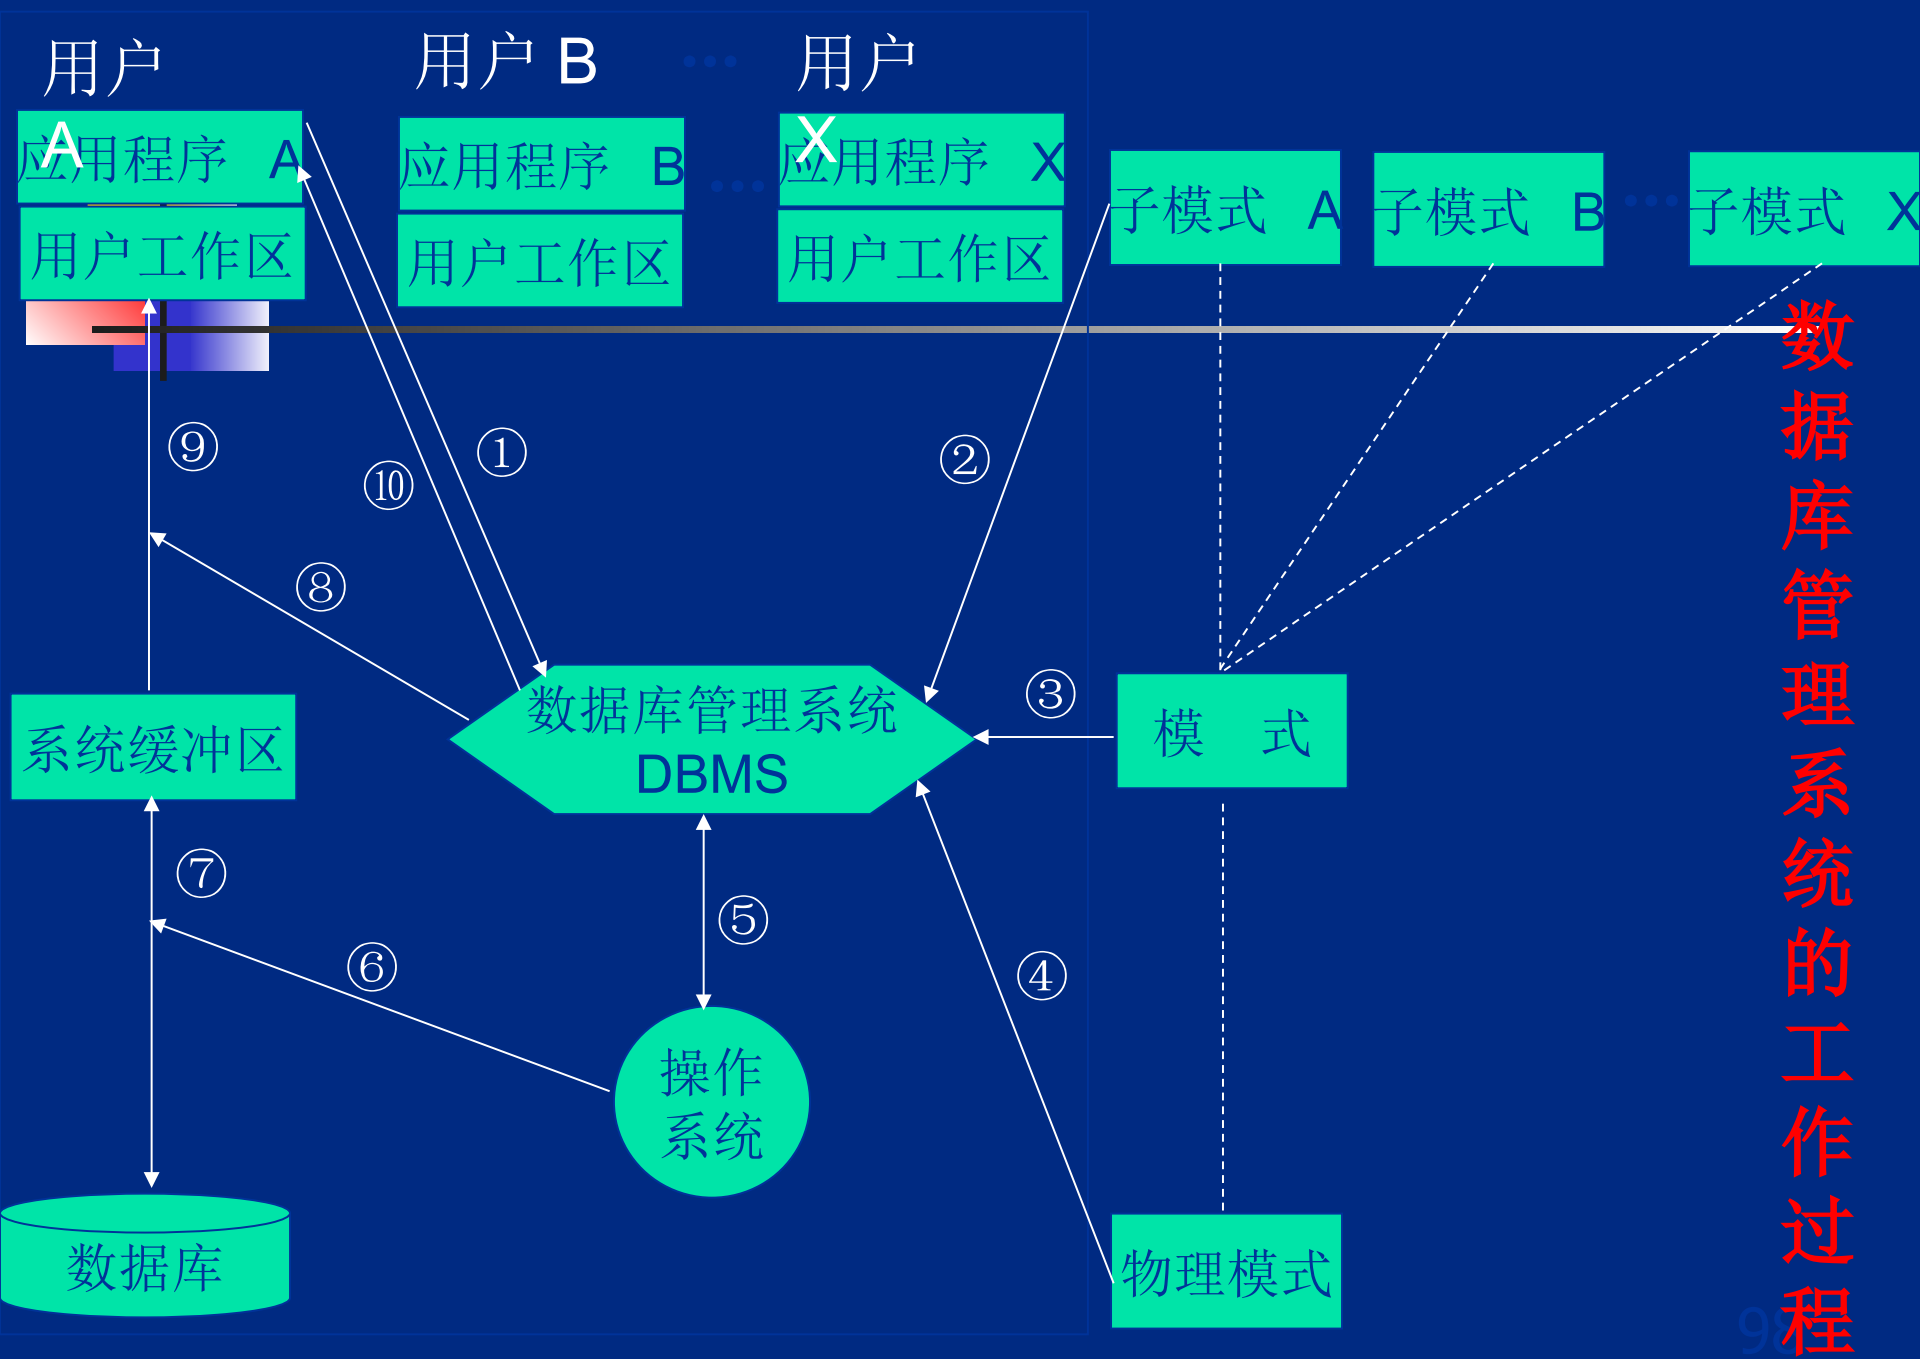 用户 A
用户 B
…
用户 X
应用程序 A
应用程序 B
…
应用程序 X
用户工作区
用户工作区
用户工作区
子模式 A
子模式 B
…
子模式 X
⑨
⑩
①
②
⑧
系统缓冲区
数据库管理系统
DBMS
③
模 式
⑦
⑥
⑤
④
操作
系统
数据库
物理模式
数据库管理系统的工作过程